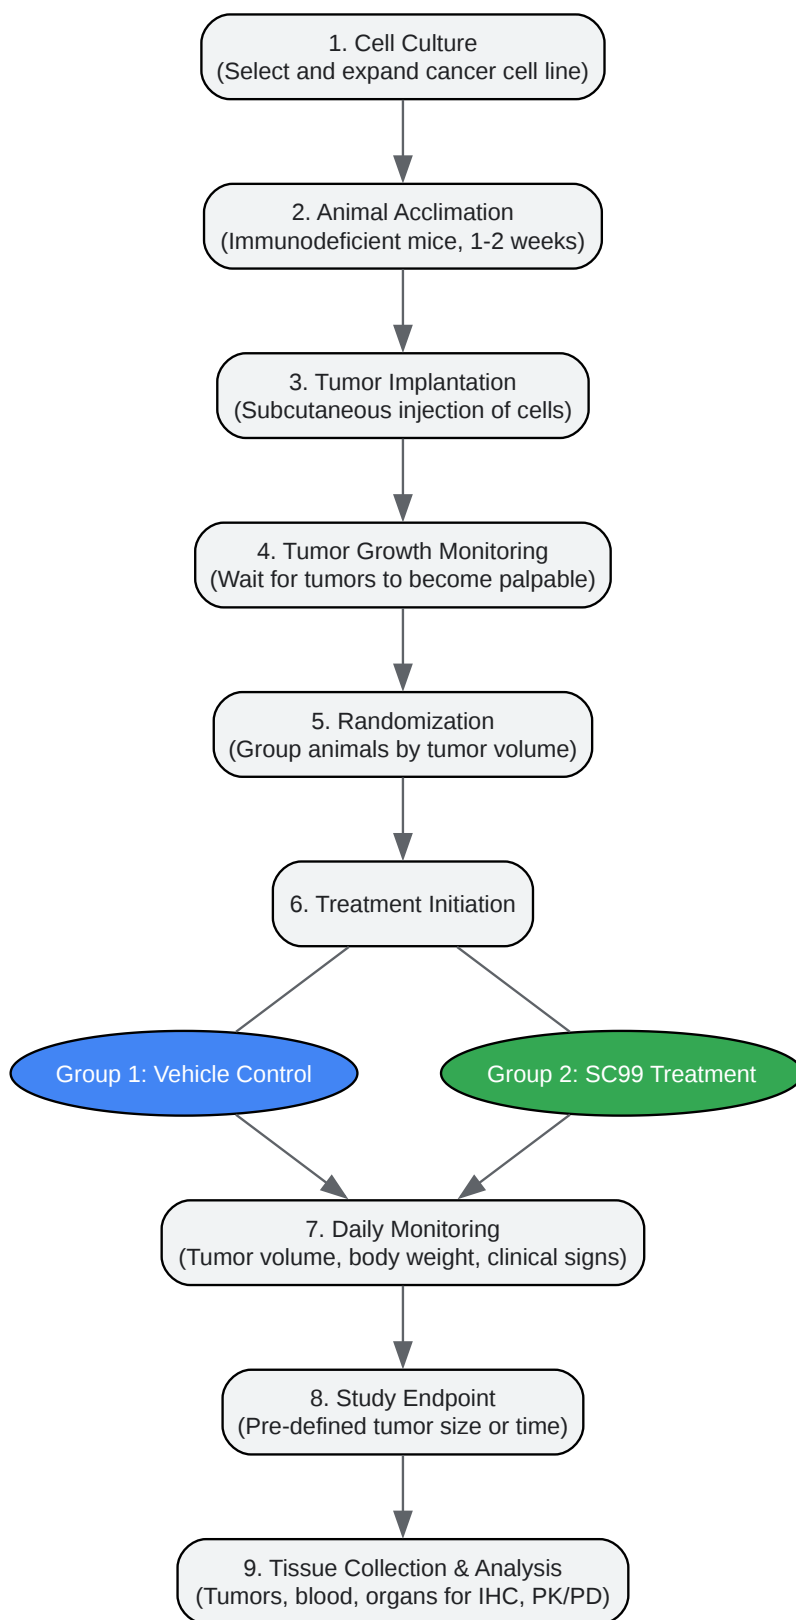 1. Cell Culture
(Select and expand cancer cell line)
2. Animal Acclimation
(Immunodeficient mice, 1-2 weeks)
3. Tumor Implantation
(Subcutaneous injection of cells)
4. Tumor Growth Monitoring
(Wait for tumors to become palpable)
5. Randomization
(Group animals by tumor volume)
6. Treatment Initiation
Group 1: Vehicle Control
Group 2: SC99 Treatment
7. Daily Monitoring
(Tumor volume, body weight, clinical signs)
8. Study Endpoint
(Pre-defined tumor size or time)
9. Tissue Collection & Analysis
(Tumors, blood, organs for IHC, PK/PD)